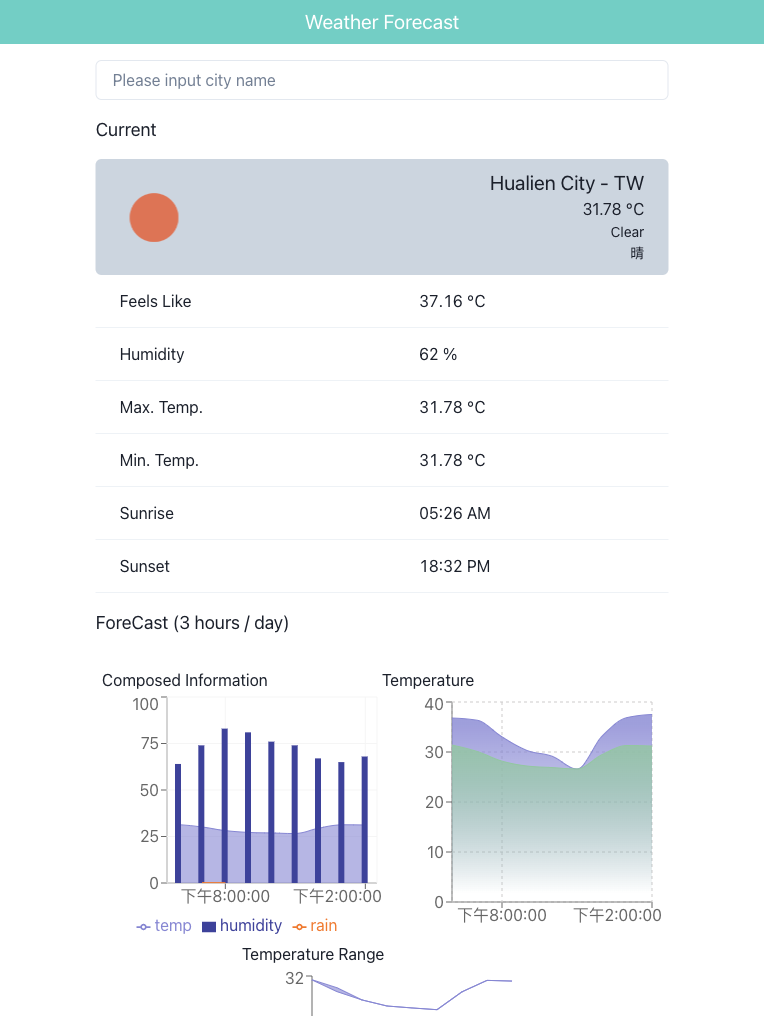 Weather Forecast
Please input city name
Current
Hualien City - TW
31.78 ºC
Clear
晴
Feels Like 37.16 ºC
Humidity 62 %
Max. Temp. 31.78 ºC
Min. Temp. 31.78 ºC
Sunrise 05:26 AM
Sunset 18:32 PM
ForeCast (3 hours / day)
Composed Information
100
75
50
25
0
下午8:00:00 下午2:00:00
temp humidity rain
Temperature
40
30
20
10
0
下午8:00:00 下午2:00:00
Temperature Range
32